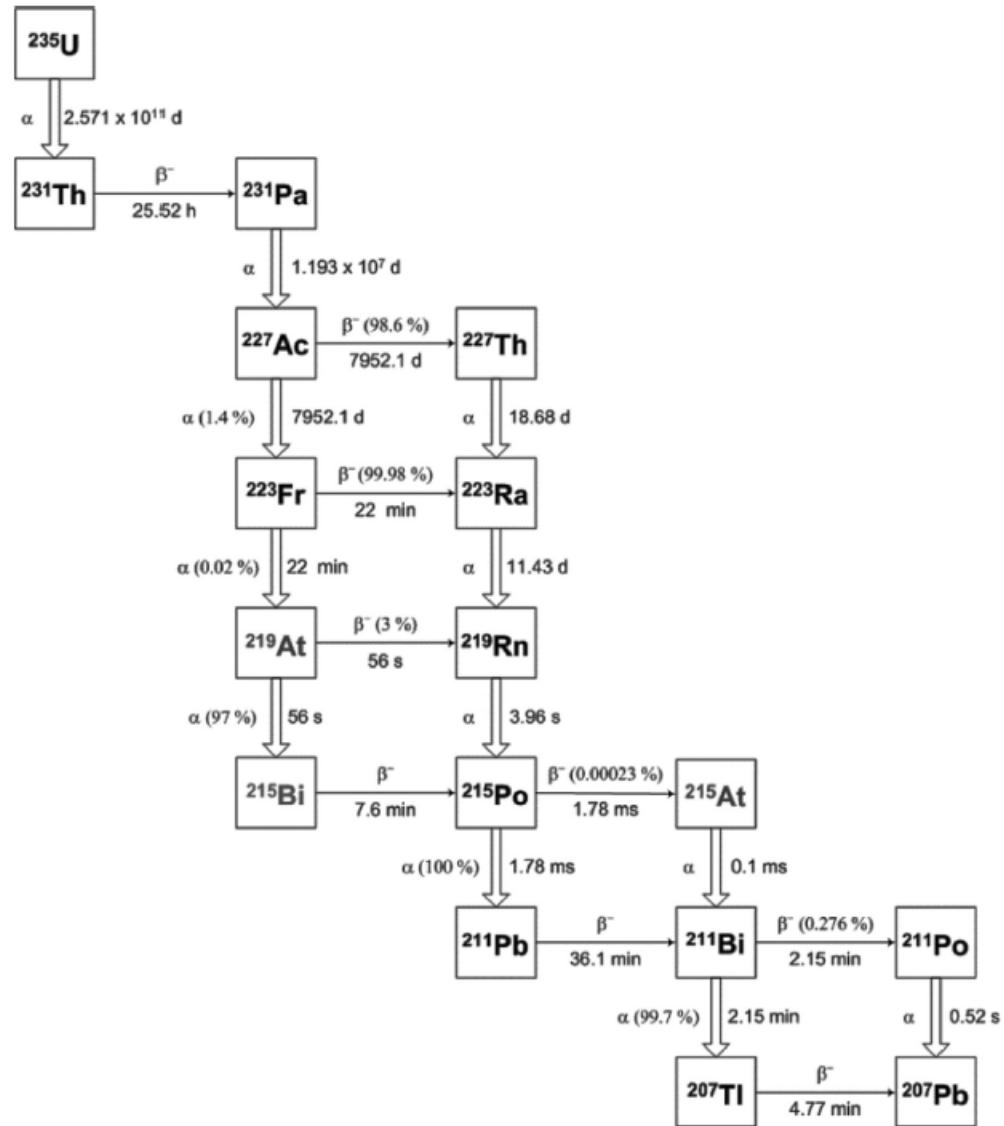 ²³⁵U
α 2.571 x 10¹¹ d
β⁻
²³¹Th ²³¹Pa
25.52 h
α 1.193 x 10⁷ d
β⁻ (98.6 %)
²²⁷Ac ²²⁷Th
7952.1 d
α (1.4 %) 7952.1 d α 18.68 d
β⁻ (99.98 %)
²²³Fr ²²³Ra
22 min
α (0.02 %) 22 min α 11.43 d
β⁻ (3 %)
²¹⁹At ²¹⁹Rn
56 s
α (97 %) 56 s α 3.96 s
β⁻ β⁻ (0.00023 %)
²¹⁵Bi ²¹⁵Po ²¹⁵At
7.6 min 1.78 ms
α (100 %) 1.78 ms α 0.1 ms
β⁻ β⁻ (0.276 %)
²¹¹Pb ²¹¹Bi ²¹¹Po
36.1 min 2.15 min
α (99.7 %) 2.15 min α 0.52 s
β⁻
²⁰⁷Tl ²⁰⁷Pb
4.77 min